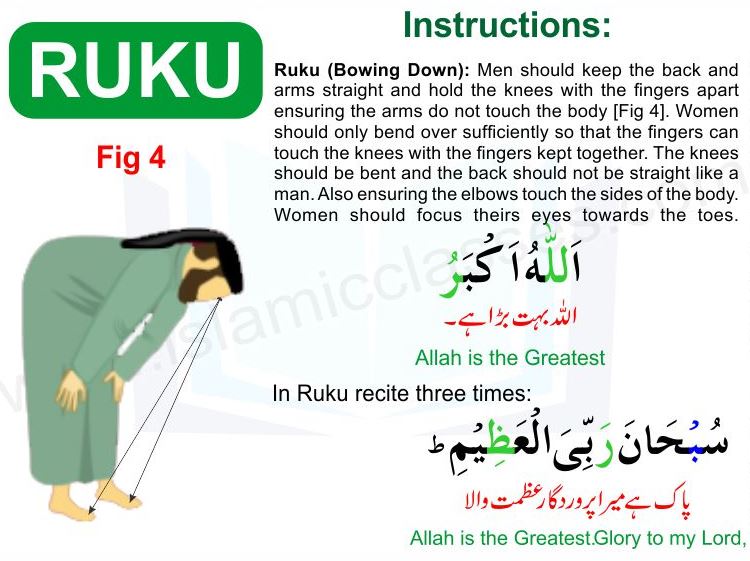 RUKU
Fig 4
Instructions:
Ruku (Bowing Down): Men should keep the back and
arms straight and hold the knees with the fingers apart
ensuring the arms do not touch the body [Fig 4]. Women
should only bend over sufficiently so that the fingers can
touch the knees with the fingers kept together. The knees
should be bent and the back should not be straight like a
man. Also ensuring the elbows touch the sides of the body.
Women should focus theirs eyes towards the toes.
اَللّٰهُ اَكْبَرُ
اللہ بہت بڑا ہے۔
Allah is the Greatest
In Ruku recite three times:
سُبْحَانَ رَبِّىَ الْعَظِيْمِ ط
پاک ہے میرا پروردگار عظمت والا
Allah is the Greatest.Glory to my Lord,